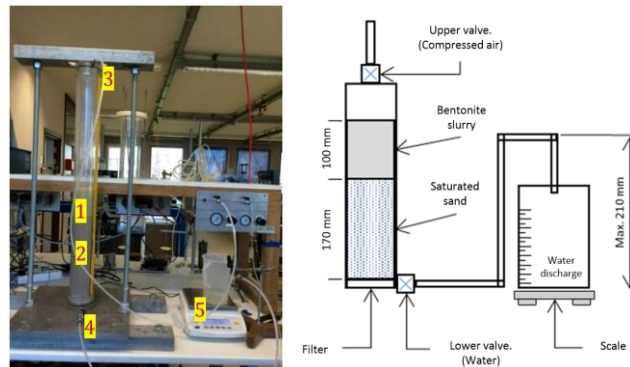 3
1
2
4
5
Upper valve.
(Compressed air)
Bentonite
slurry
100 mm
Saturated
sand
170 mm
Max. 210 mm
Water
discharge
Filter
Lower valve.
(Water)
Scale